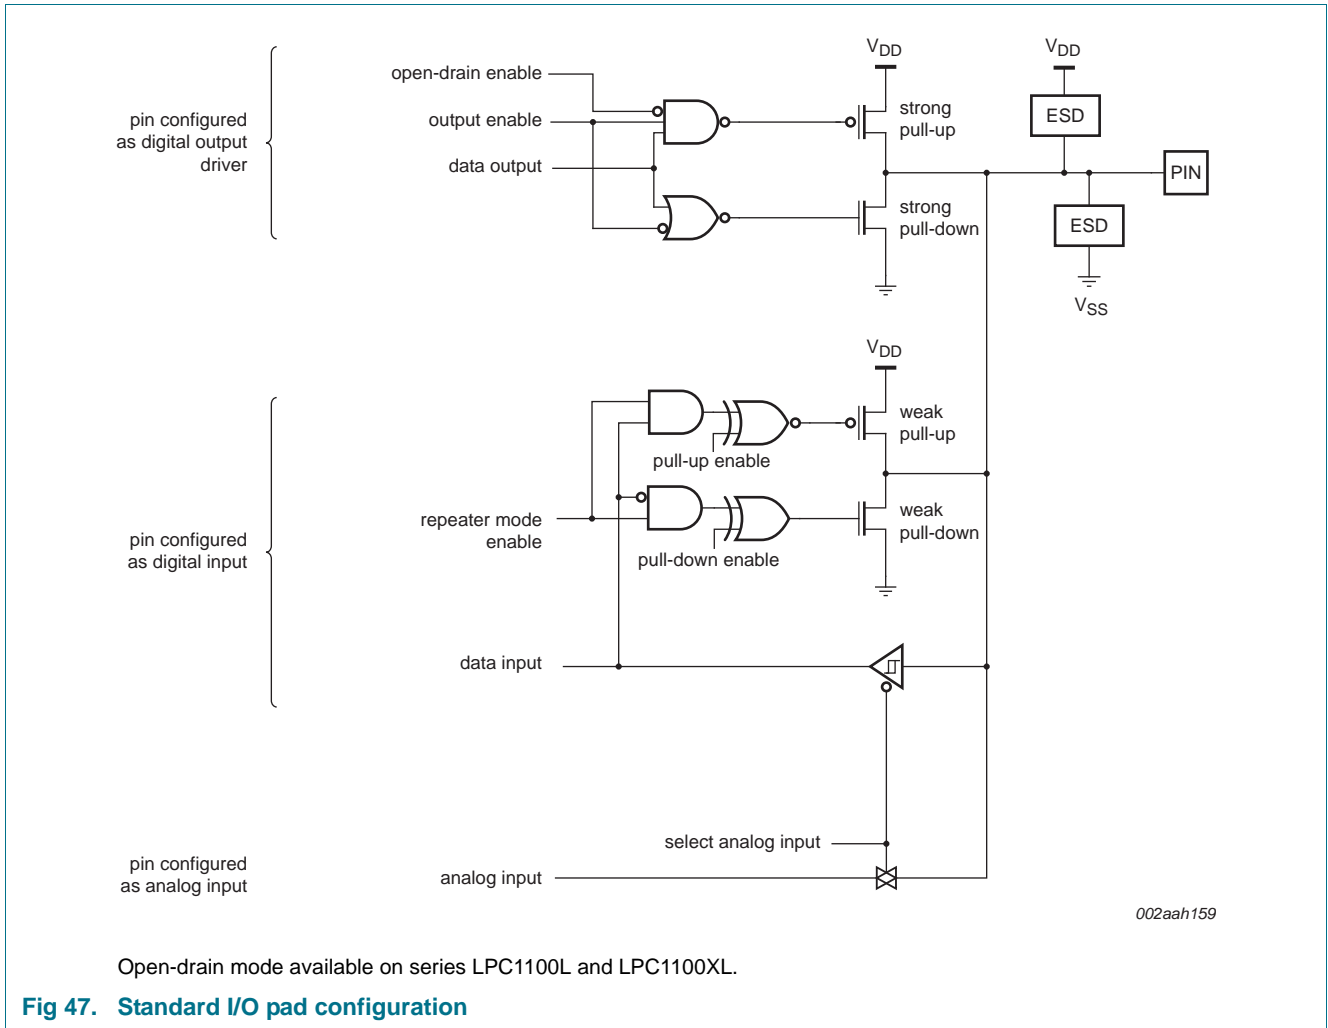 VDD
VDD
open-drain enable
pin configured
as digital output
driver
output enable
strong
pull-up
ESD
data output
PIN
strong
pull-down
ESD
VSS
VDD
weak
pull-up
pull-up enable
pin configured
as digital input
repeater mode
enable
weak
pull-down
pull-down enable
data input
select analog input
pin configured
as analog input
analog input
002aah159
Open-drain mode available on series LPC1100L and LPC1100XL.
Fig 47. Standard I/O pad configuration